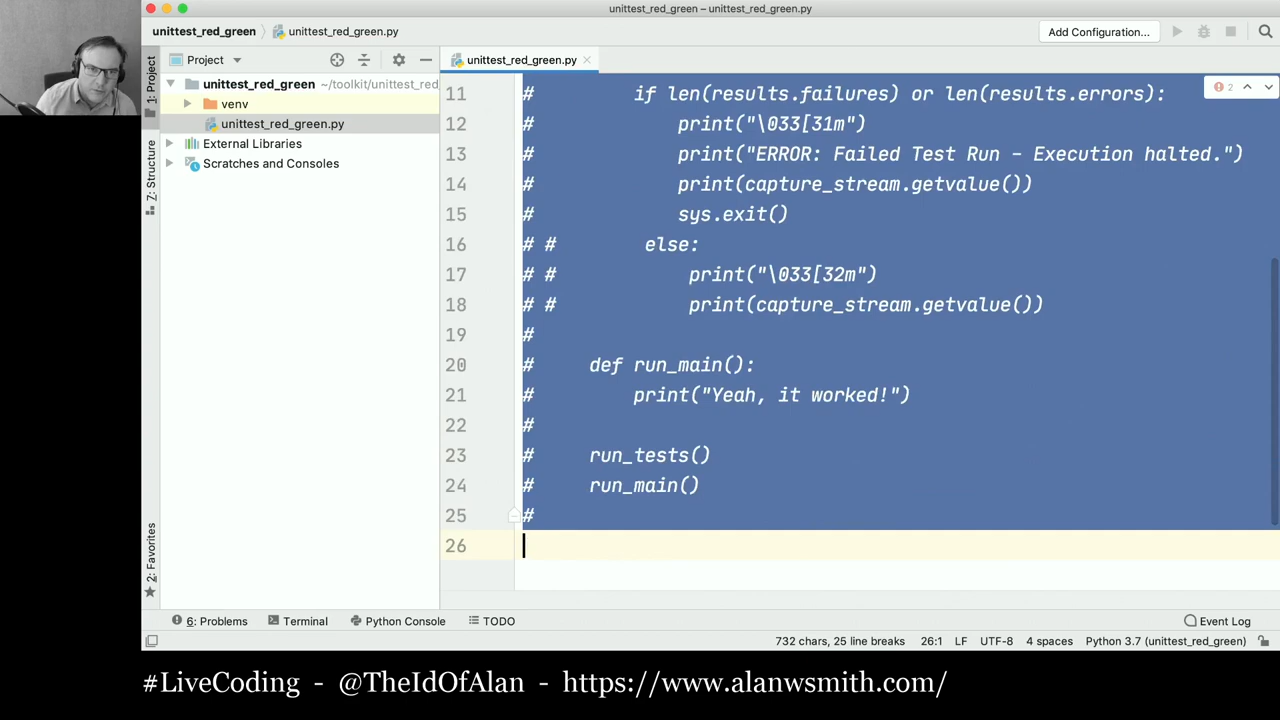 unittest_red_green – unittest_red_green.py
unittest_red_green unittest_red_green.py Add Configuration...
Project unittest_red_green.py
1: Project
unittest_red_green ~/toolkit/unittest_red
venv
unittest_red_green.py
External Libraries
Scratches and Consoles
Z: Structure
2: Favorites
2
11 # if len(results.failures) or len(results.errors):
12 # print("\033[31m")
13 # print("ERROR: Failed Test Run - Execution halted.")
14 # print(capture_stream.getvalue())
15 # sys.exit()
16 # # else:
17 # # print("\033[32m")
18 # # print(capture_stream.getvalue())
19 #
20 # def run_main():
21 # print("Yeah, it worked!")
22 #
23 # run_tests()
24 # run_main()
25 #
26
6: Problems Terminal Python Console TODO Event Log
732 chars, 25 line breaks 26:1 LF UTF-8 4 spaces Python 3.7 (unittest_red_green)
#LiveCoding - @TheIdOfAlan - https://www.alanwsmith.com/